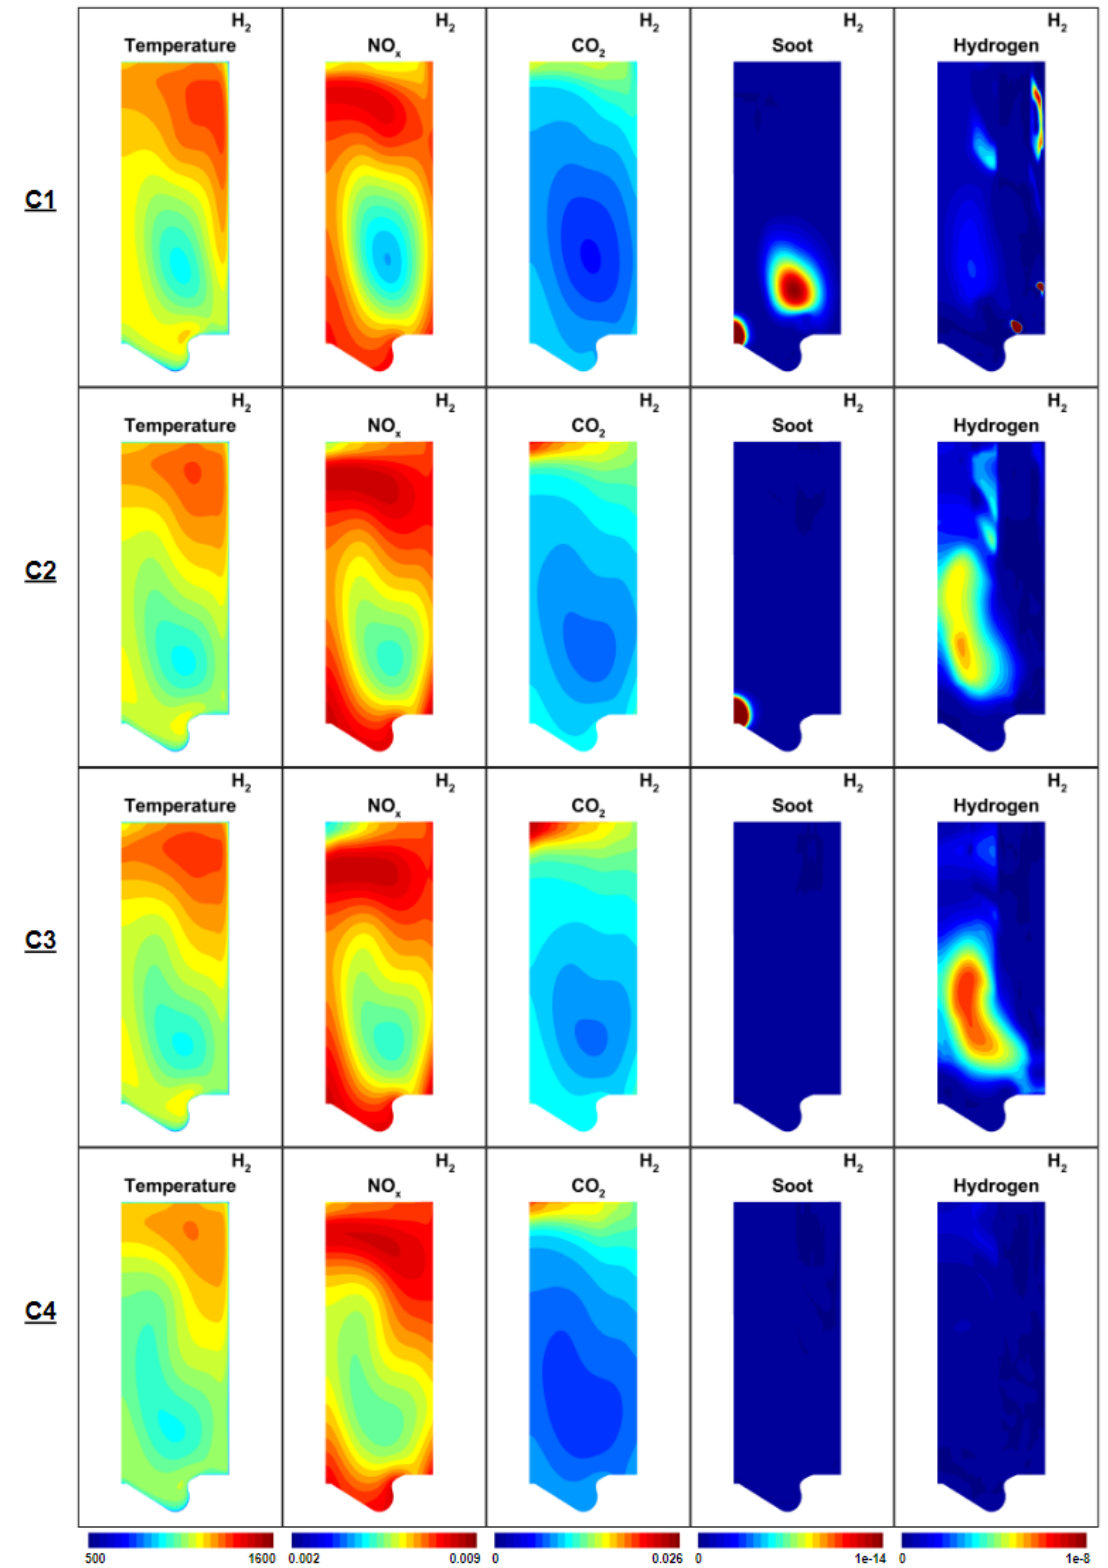 H₂ H₂ H₂ H₂ H₂
Temperature NOₓ CO₂ Soot Hydrogen
C1
H₂ H₂ H₂ H₂ H₂
Temperature NOₓ CO₂ Soot Hydrogen
C2
H₂ H₂ H₂ H₂ H₂
Temperature NOₓ CO₂ Soot Hydrogen
C3
H₂ H₂ H₂ H₂ H₂
Temperature NOₓ CO₂ Soot Hydrogen
C4
500 1600 0.002 0.009 0 0.026 0 1e-14 0 1e-8